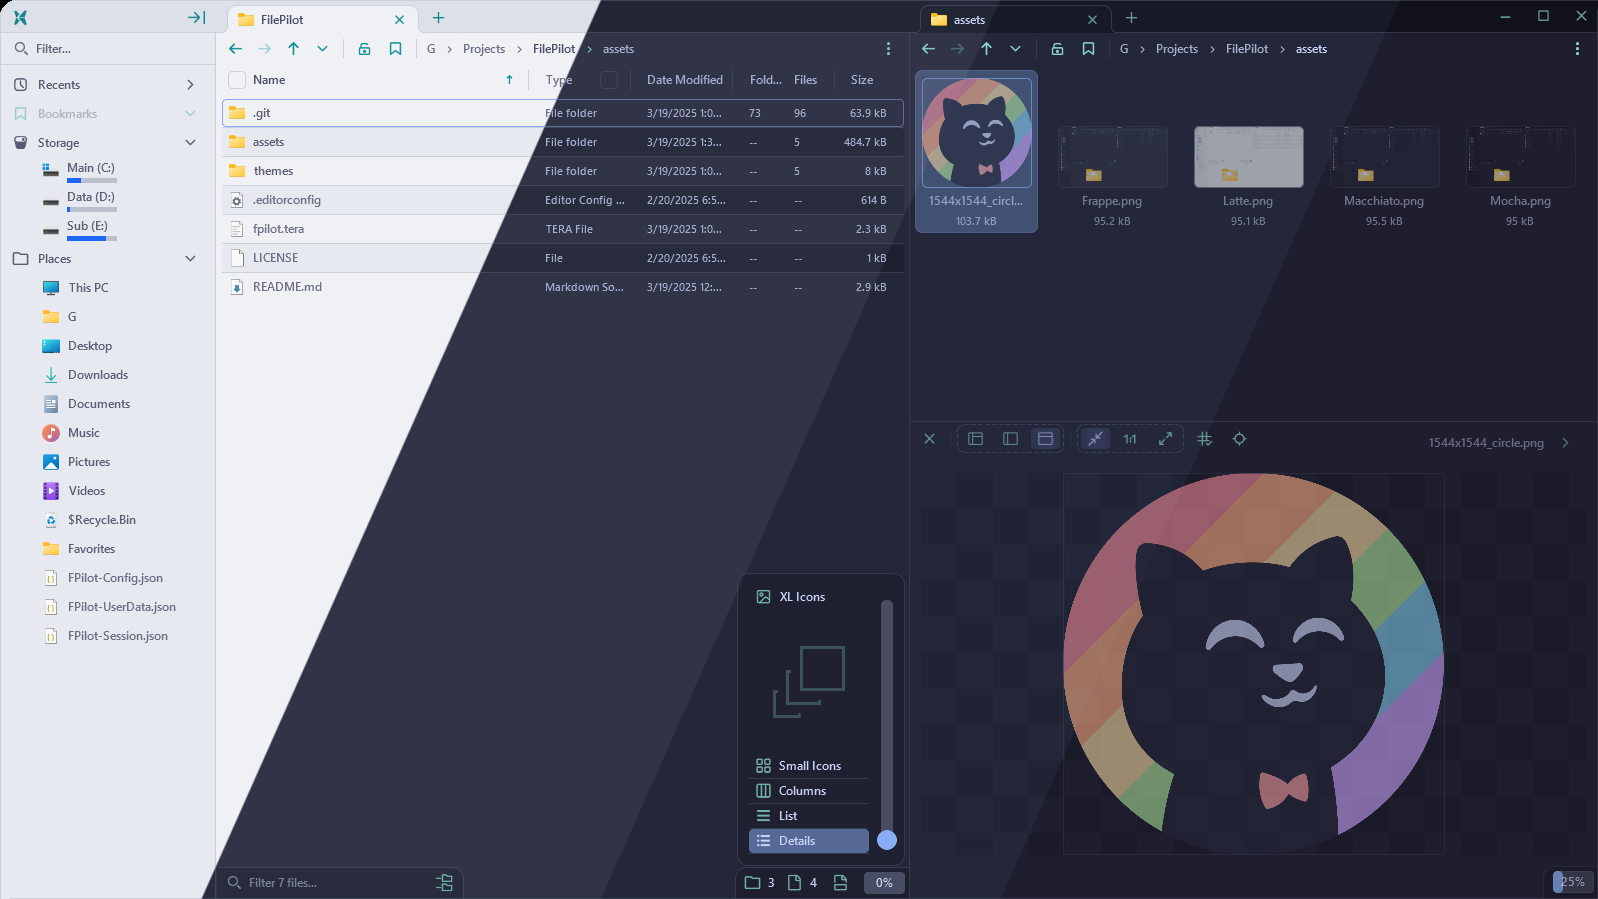 FilePilot
assets
Filter...
G > Projects > FilePilot > assets
G > Projects > FilePilot > assets
Recents
Bookmarks
Storage
Main (C:)
Data (D:)
Sub (E:)
Places
This PC
G
Desktop
Downloads
Documents
Music
Pictures
Videos
$Recycle.Bin
Favorites
FPilot-Config.json
FPilot-UserData.json
FPilot-Session.json
Name Type Date Modified Fold... Files Size
.git File folder 3/19/2025 1:0... 73 96 63.9 kB
assets File folder 3/19/2025 1:3... -- 5 484.7 kB
themes File folder 3/19/2025 1:0... -- 5 8 kB
.editorconfig Editor Config ... 2/20/2025 6:5... -- -- 614 B
fpilot.tera TERA File 3/19/2025 1:0... -- -- 2.3 kB
LICENSE File 2/20/2025 6:5... -- -- 1 kB
README.md Markdown So... 3/19/2025 12:... -- -- 2.9 kB
XL Icons
Small Icons
Columns
List
Details
Filter 7 files...
3 4 0%
1544x1544_circl... Frappe.png Latte.png Macchiato.png Mocha.png
103.7 kB 95.2 kB 95.1 kB 95.5 kB 95 kB
1:1 1544x1544_circle.png
25%